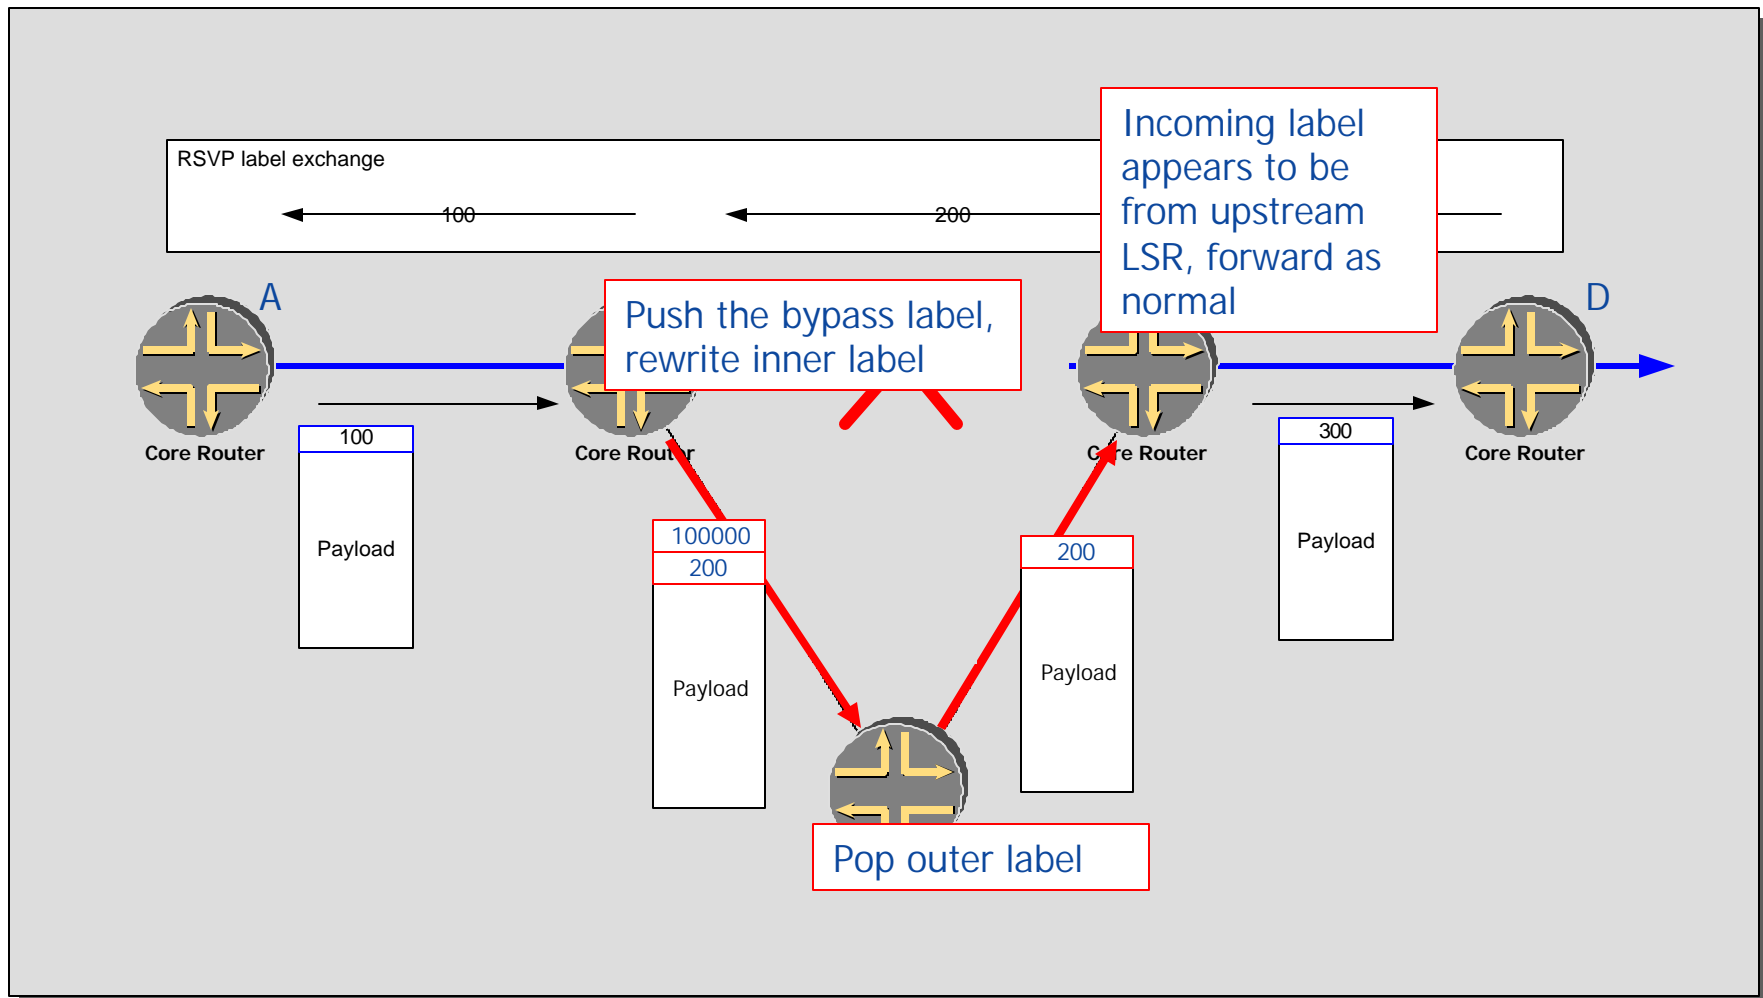 RSVP label exchange
100
200
Incoming label
appears to be
from upstream
LSR, forward as
normal
A
Push the bypass label,
rewrite inner label
D
Core Router
Core Router
Core Router
Core Router
100
Payload
100000
200
Payload
200
Payload
300
Payload
Pop outer label